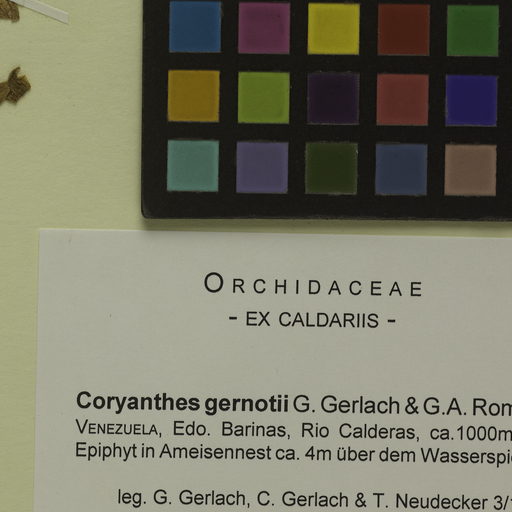 ORCHIDACEAE
- EX CALDARIIS -
Coryanthes gernotii G. Gerlach & G.A. Rom
VENEZUELA, Edo. Barinas, Rio Calderas, ca.1000m
Epiphyt in Ameisennest ca. 4m über dem Wasserspi
leg. G. Gerlach, C. Gerlach & T. Neudecker 3/